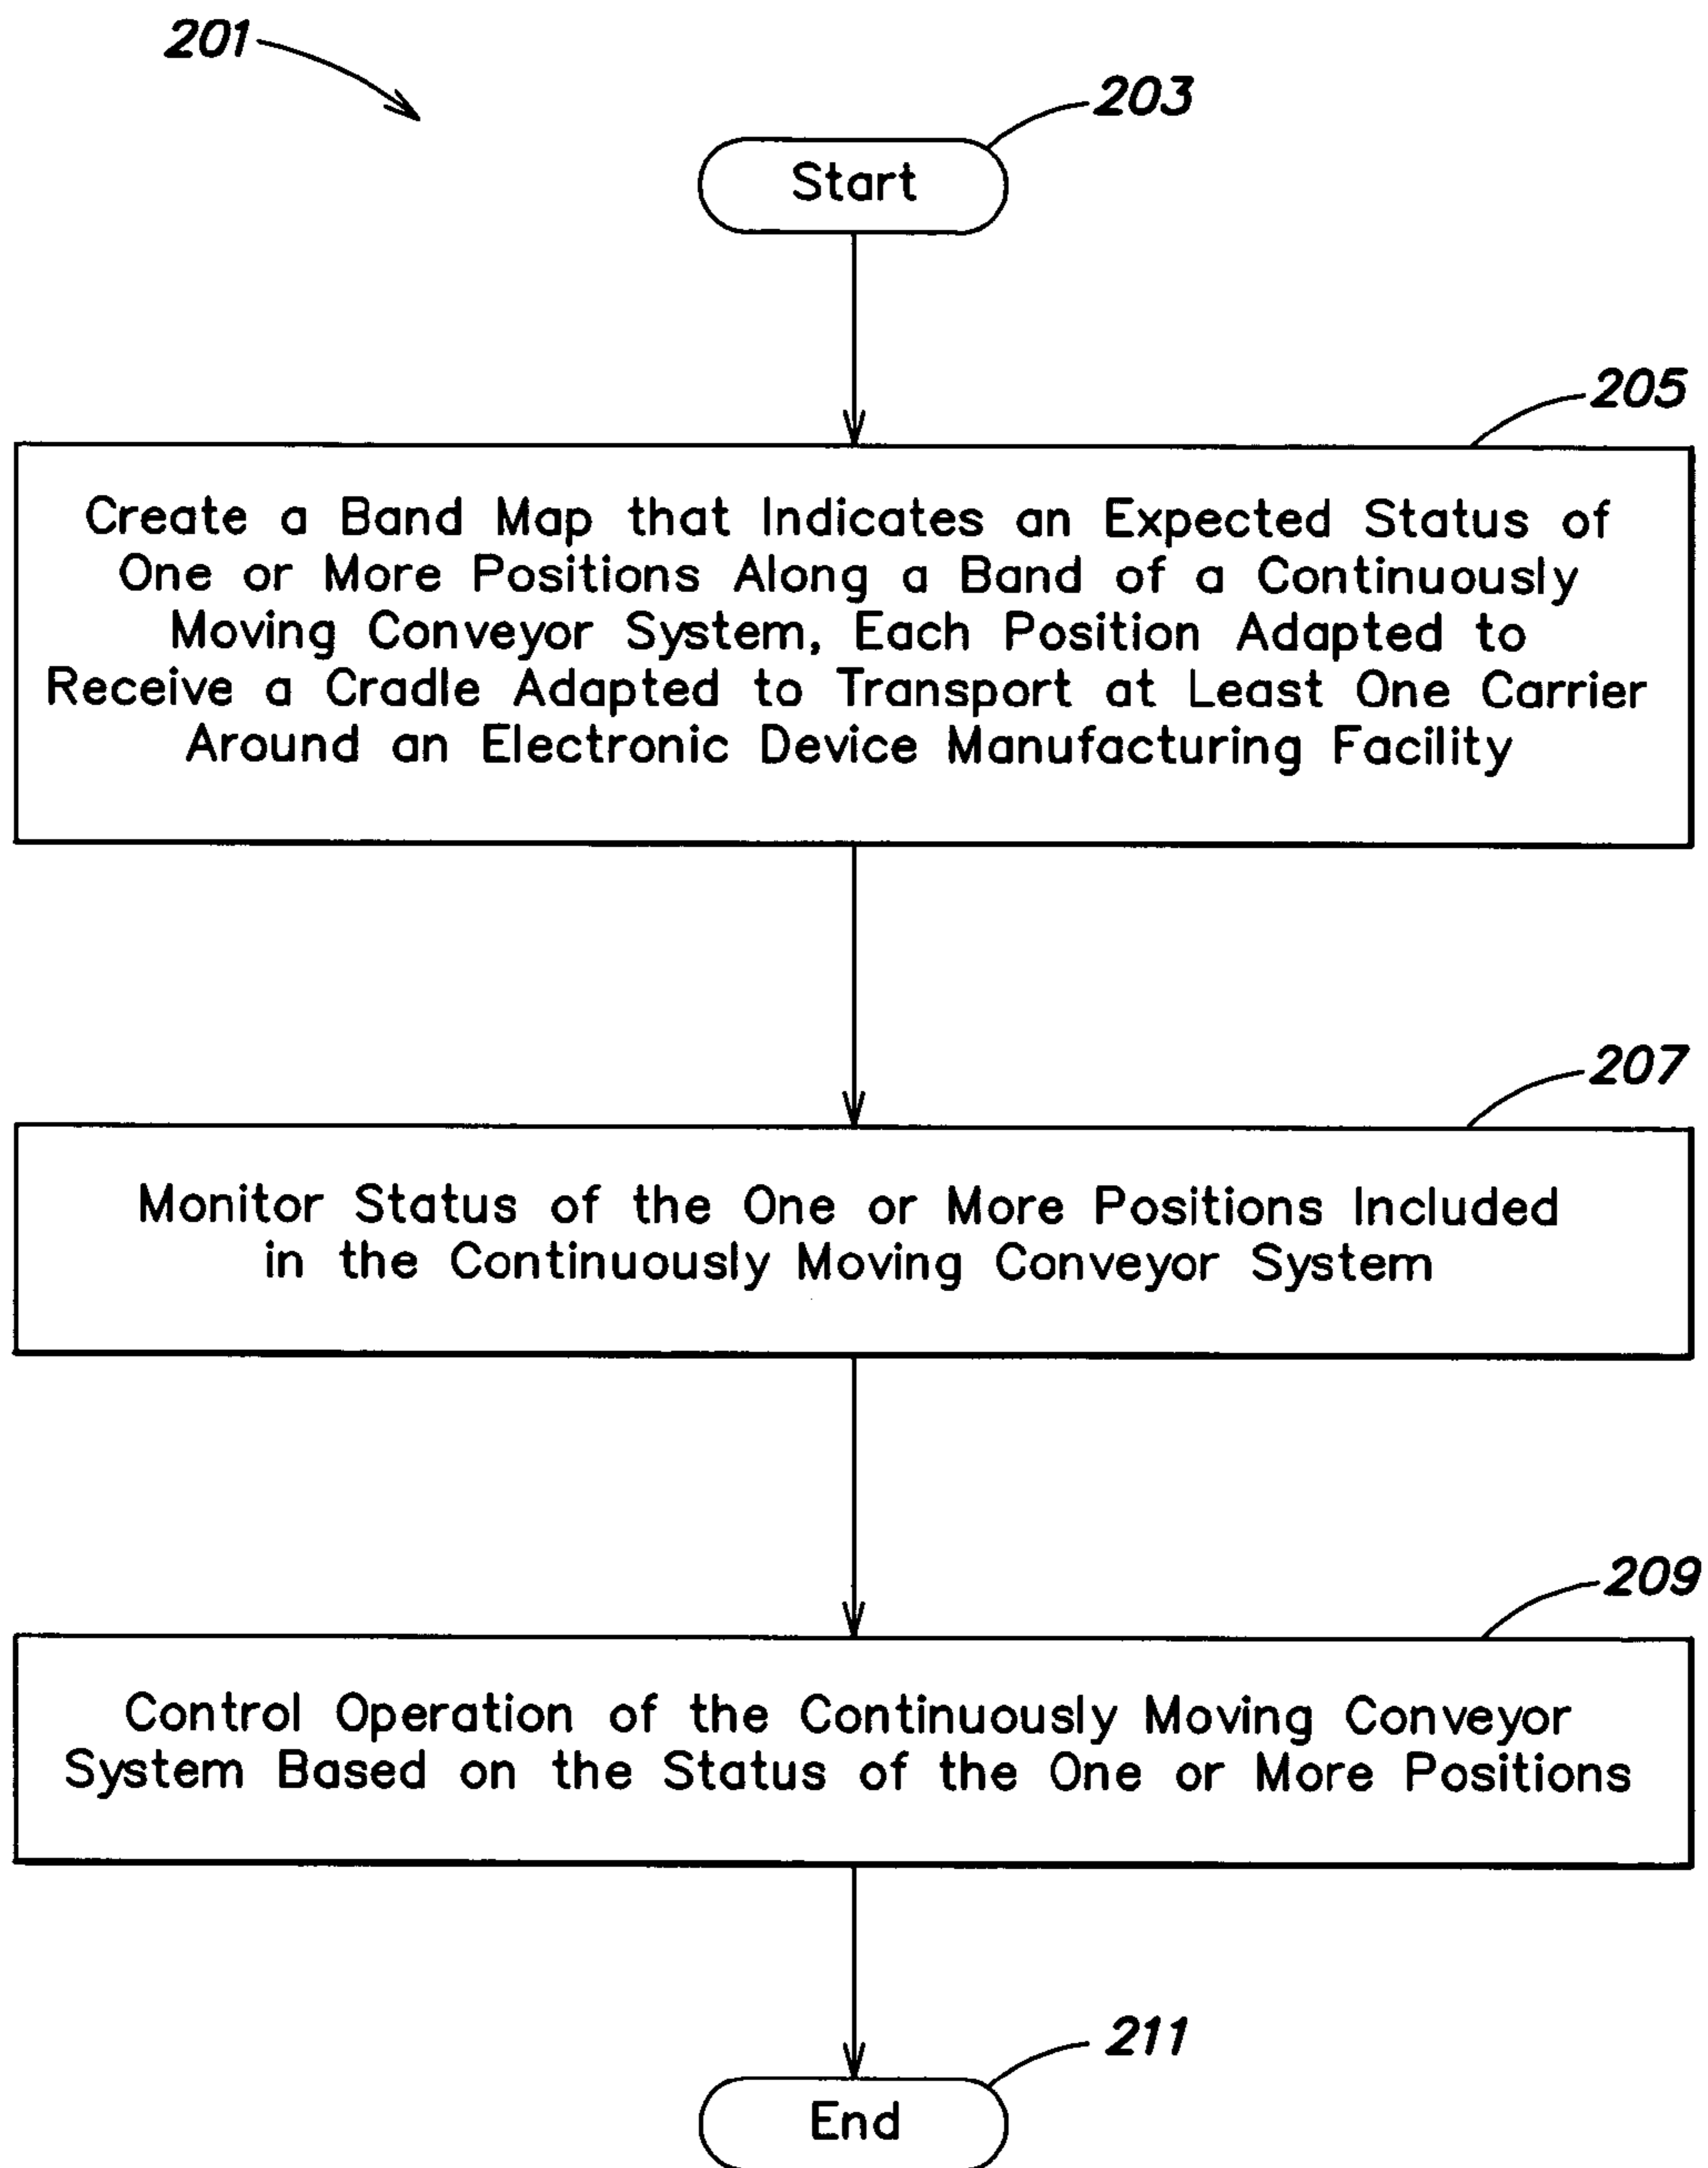 201
203
Start
205
Create a Band Map that Indicates an Expected Status of
One or More Positions Along a Band of a Continuously
Moving Conveyor System, Each Position Adapted to
Receive a Cradle Adapted to Transport at Least One Carrier
Around an Electronic Device Manufacturing Facility
207
Monitor Status of the One or More Positions Included
in the Continuously Moving Conveyor System
209
Control Operation of the Continuously Moving Conveyor
System Based on the Status of the One or More Positions
211
End